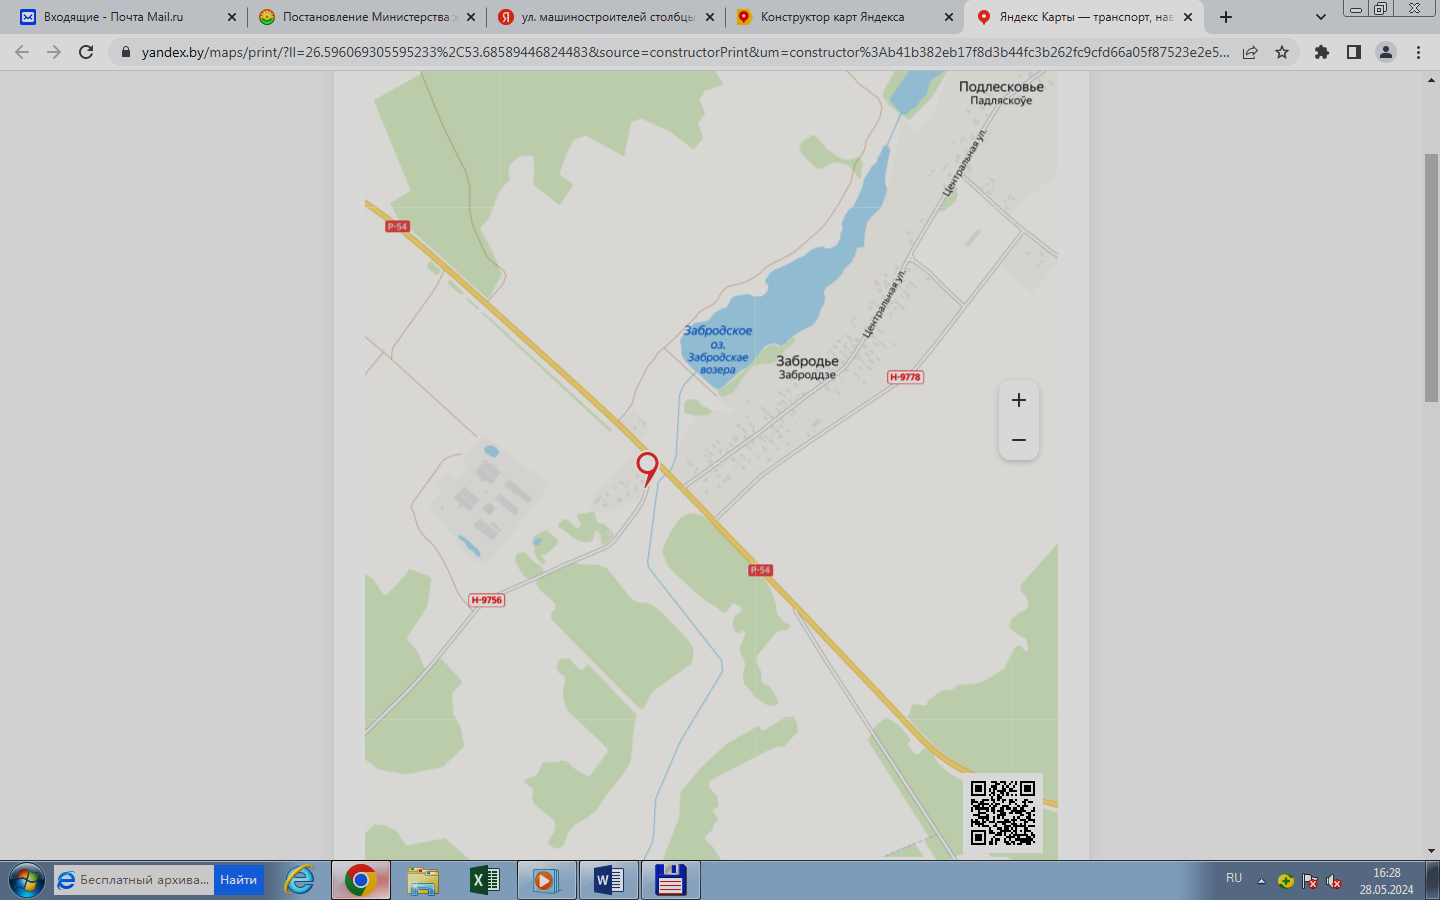 Входящие - Почта Mail.ru
Постановление Министерства
ул. машиностроителей столбцы
Конструктор карт Яндекса
Яндекс Карты — транспорт, нав
yandex.by/maps/print/?ll=26.596069305595233%2C53.68589446824483&source=constructorPrint&um=constructor%3Ab41b382eb17f8d3b44fc3b262fc9cfd66a05f87523e2e5...
Подлесковье
Падляскоўе
Центральная ул.
Р-54
Центральная ул.
Забродское
оз.
Забродскае
возера
Забродье
Заброддзе
Н-9778
+
−
Р-54
Н-9756
Бесплатный архива...
Найти
RU
16:28
28.05.2024